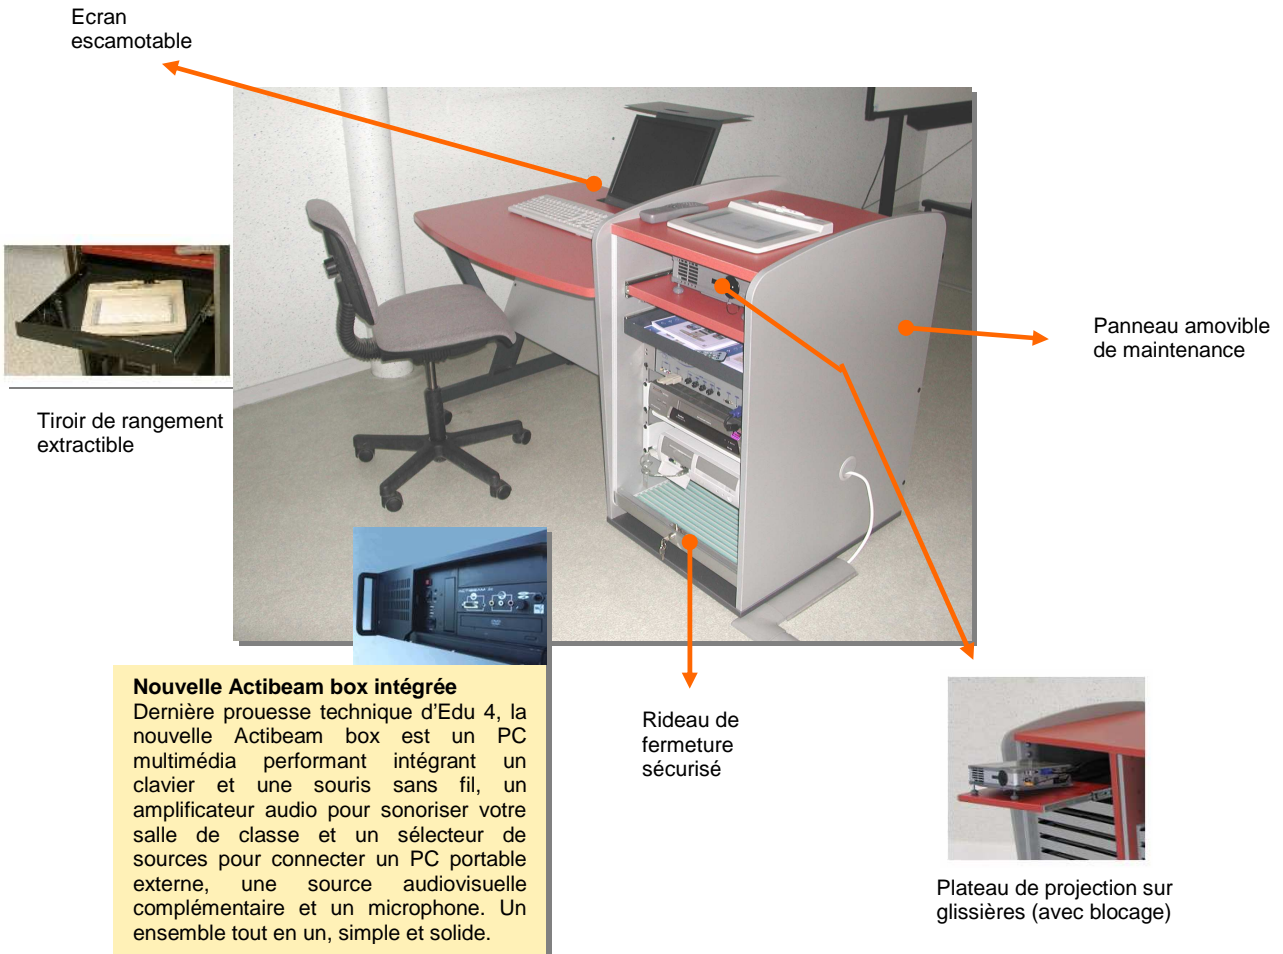 Ecran
escamotable
Panneau amovible
de maintenance
Tiroir de rangement
extractible
Nouvelle Actibeam box intégrée
Dernière prouesse technique d’Edu 4, la
nouvelle Actibeam box est un PC
multimédia performant intégrant un
clavier et une souris sans fil, un
amplificateur audio pour sonoriser votre
salle de classe et un sélecteur de
sources pour connecter un PC portable
externe, une source audiovisuelle
complémentaire et un microphone. Un
ensemble tout en un, simple et solide.
Rideau de
fermeture
sécurisé
Plateau de projection sur
glissières (avec blocage)